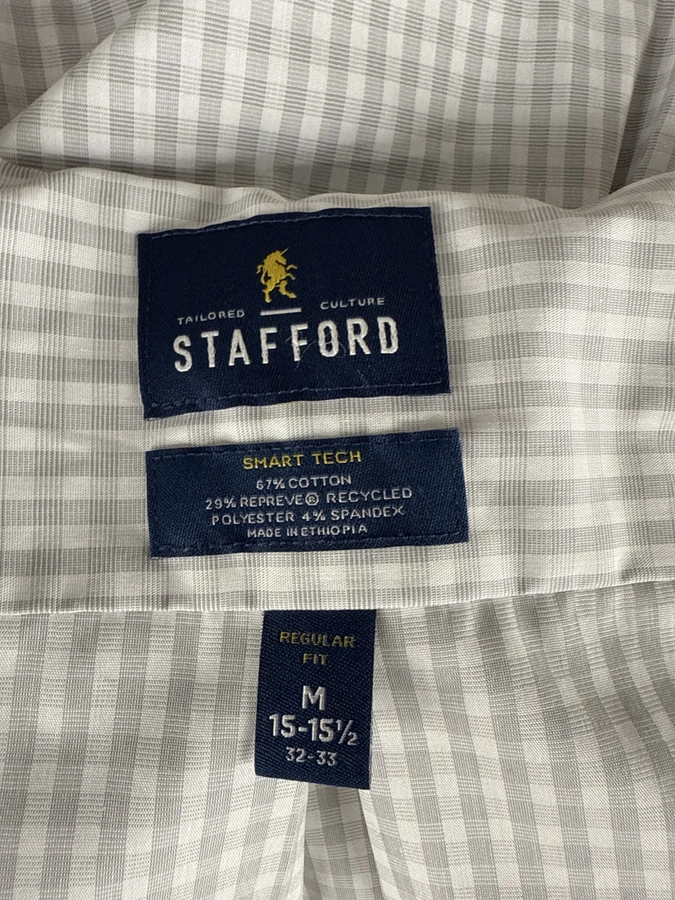 TAILORED CULTURE
STAFFORD
SMART TECH
67% COTTON
29% REPREVE® RECYCLED
POLYESTER 4% SPANDEX
MADE IN ETHIOPIA
REGULAR
FIT
M
15-15½
32-33